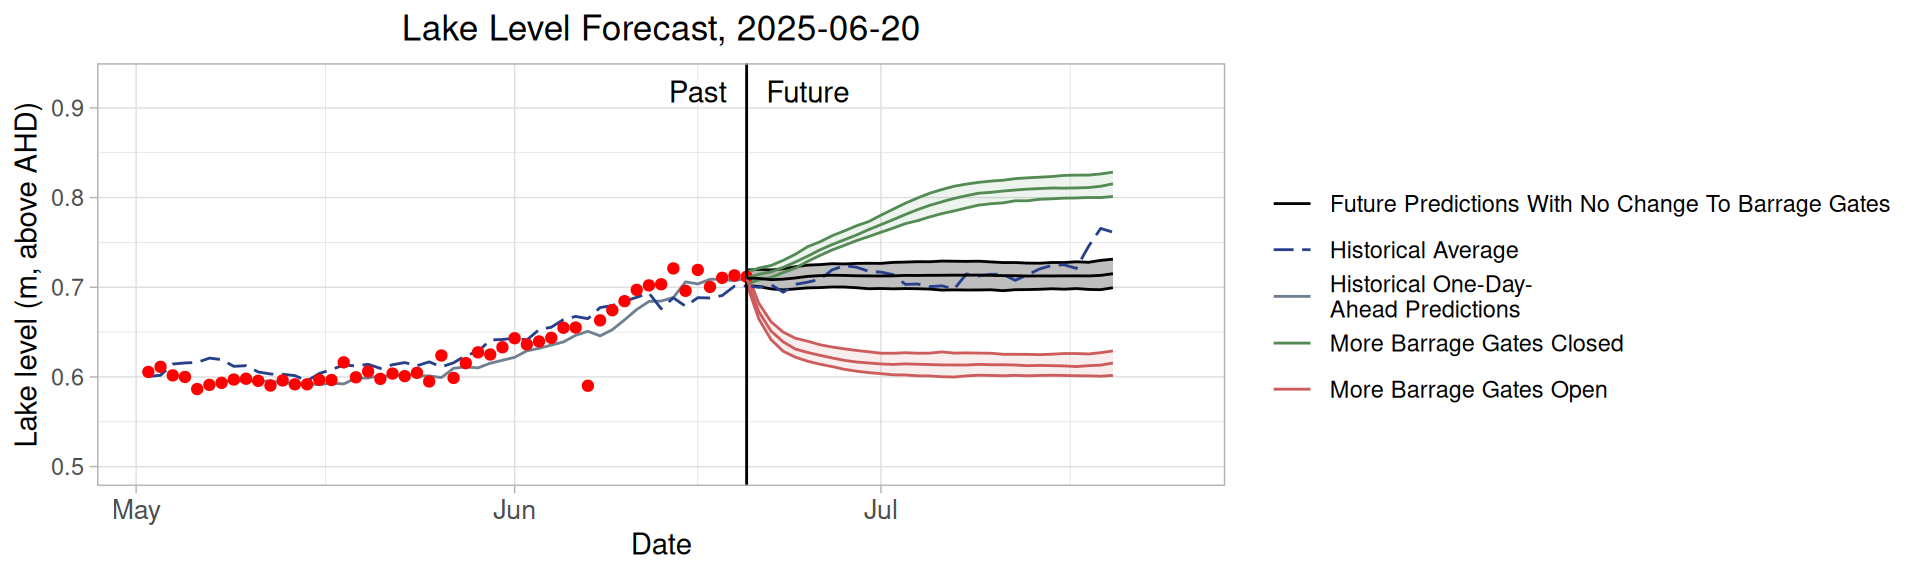 Lake Level Forecast, 2025-06-20
Past
Future
Lake level (m, above AHD)
0.9
0.8
0.7
0.6
0.5
May
Jun
Jul
Date
Future Predictions With No Change To Barrage Gates
Historical Average
Historical One-Day-
Ahead Predictions
More Barrage Gates Closed
More Barrage Gates Open